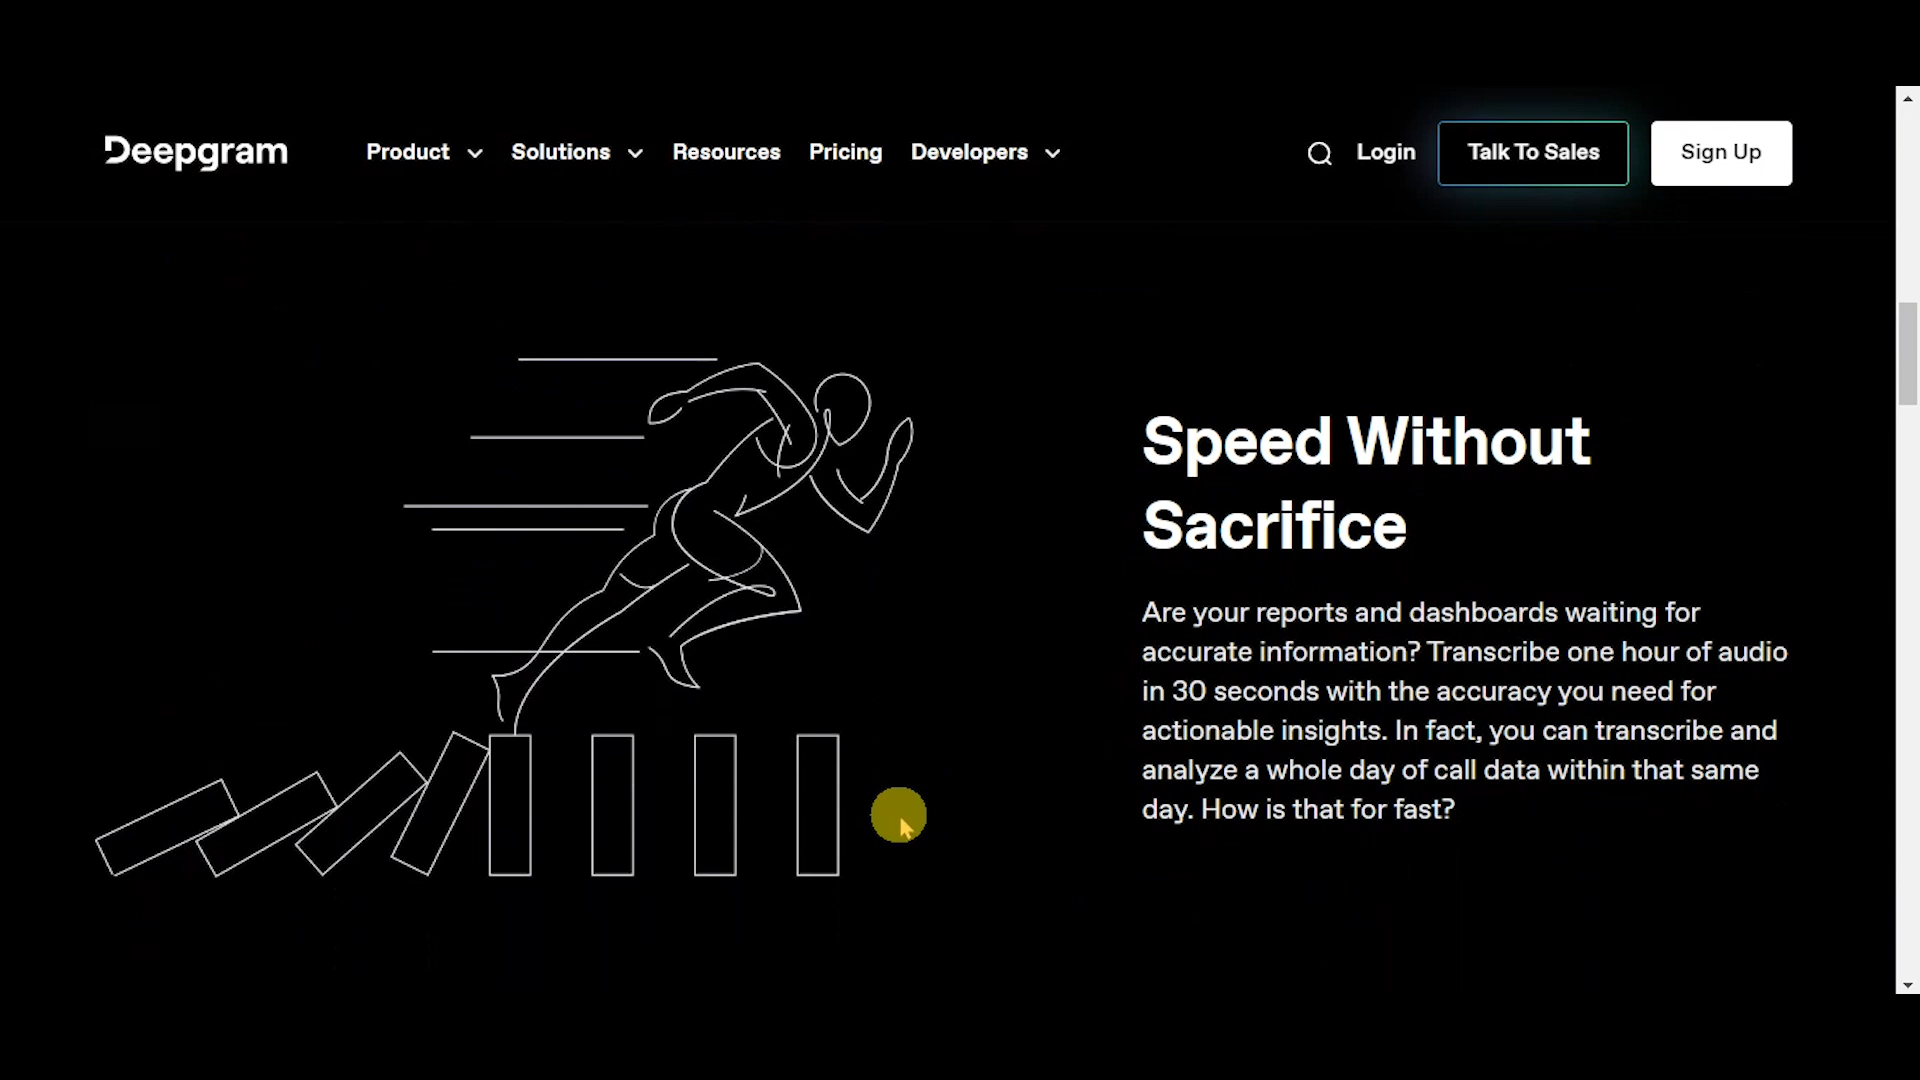 Deepgram
Product
Solutions
Resources
Pricing
Developers
Login
Talk To Sales
Sign Up
Speed Without
Sacrifice
Are your reports and dashboards waiting for
accurate information? Transcribe one hour of audio
in 30 seconds with the accuracy you need for
actionable insights. In fact, you can transcribe and
analyze a whole day of call data within that same
day. How is that for fast?